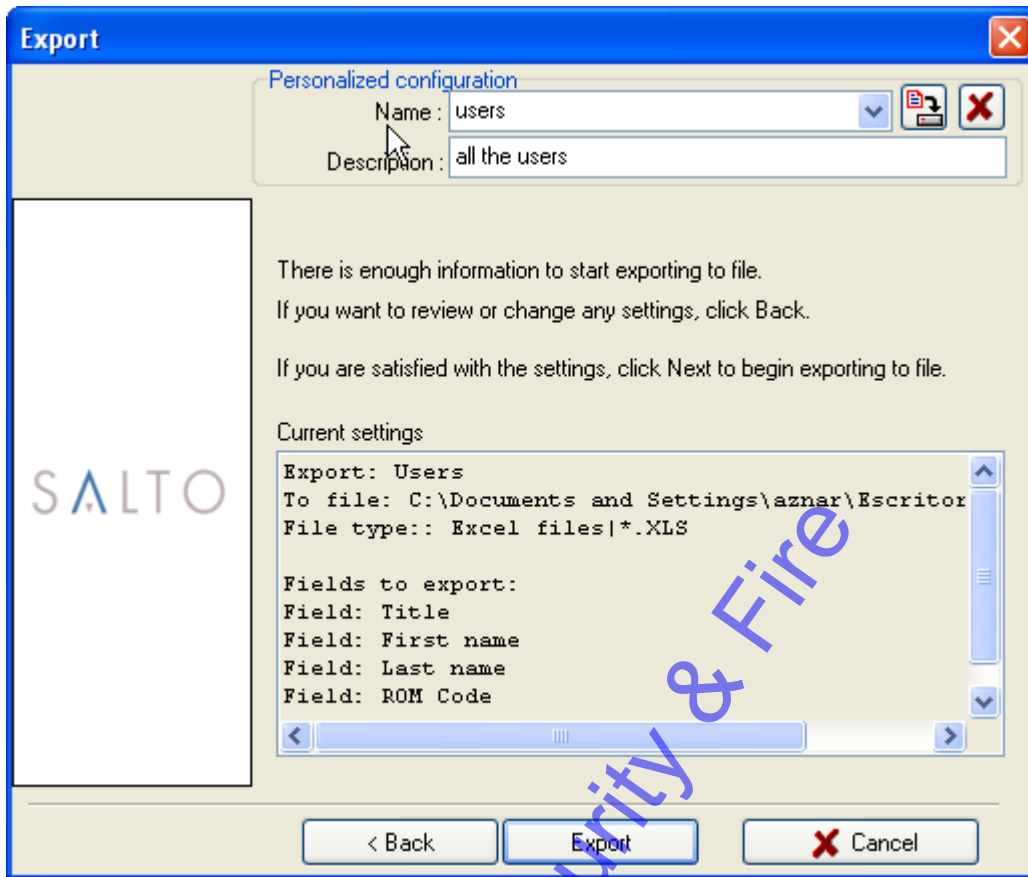 Export
Personalized configuration
Name : users
Description : all the users
There is enough information to start exporting to file.
If you want to review or change any settings, click Back.
If you are satisfied with the settings, click Next to begin exporting to file.
Current settings
SALTO
Export: Users
To file: C:\Documents and Settings\aznar\Escritor
File type:: Excel files|*.XLS
Fields to export:
Field: Title
Field: First name
Field: Last name
Field: ROM Code
< Back
Export
Cancel
urity & Fire